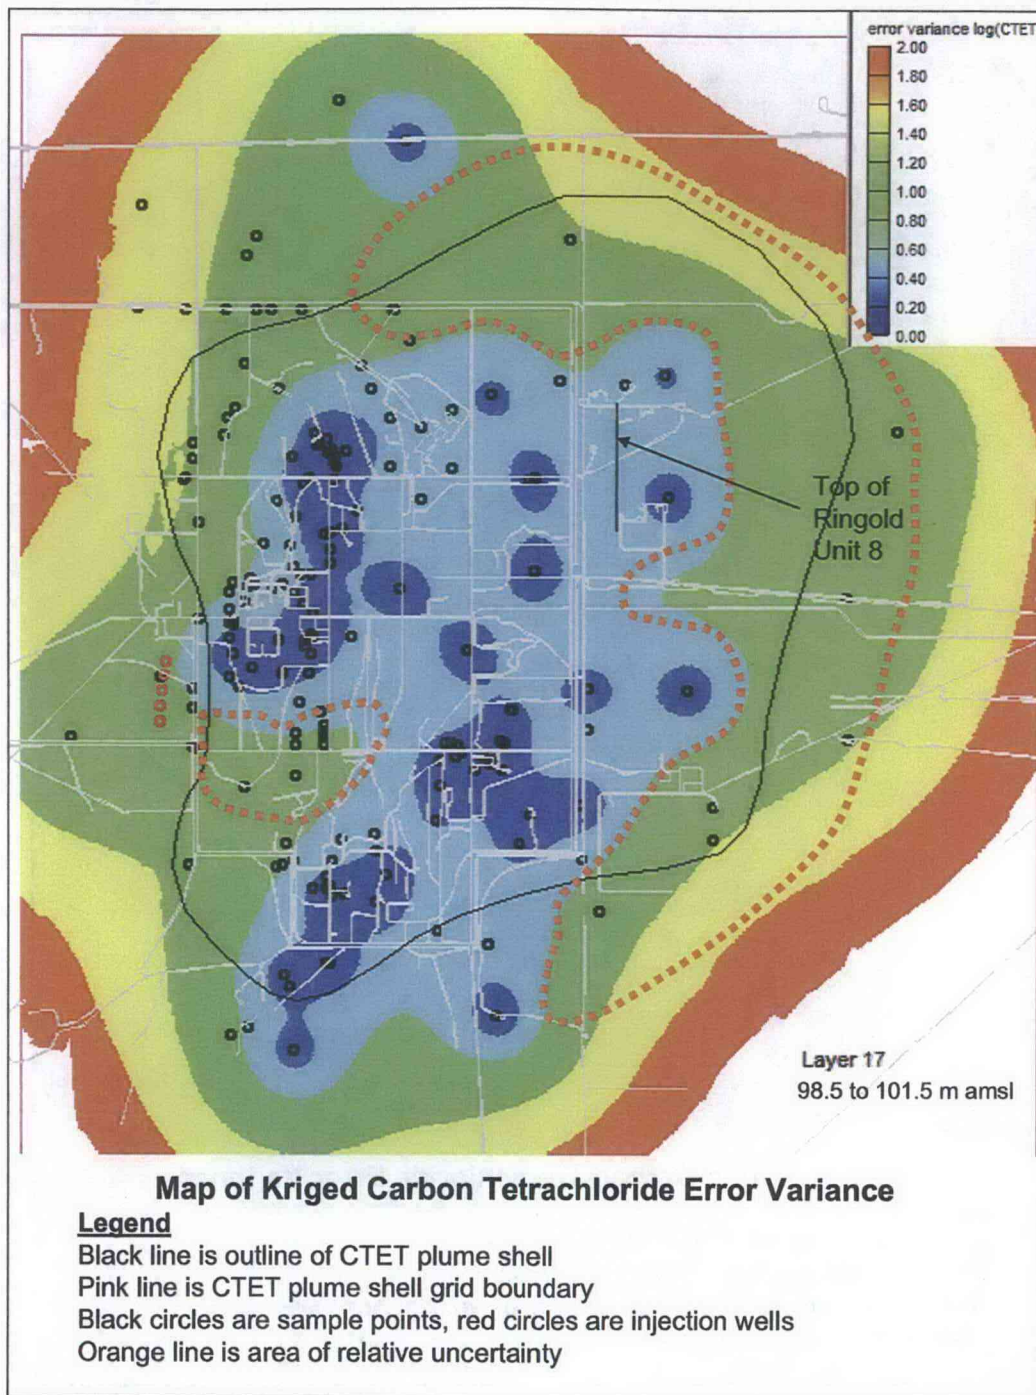 error variance log(CTET
2.00
1.80
1.60
1.40
1.20
1.00
0.80
0.60
0.40
0.20
0.00
Top of
Ringold
Unit 8
Layer 17
98.5 to 101.5 m amsl
Map of Kriged Carbon Tetrachloride Error Variance
Legend
Black line is outline of CTET plume shell
Pink line is CTET plume shell grid boundary
Black circles are sample points, red circles are injection wells
Orange line is area of relative uncertainty